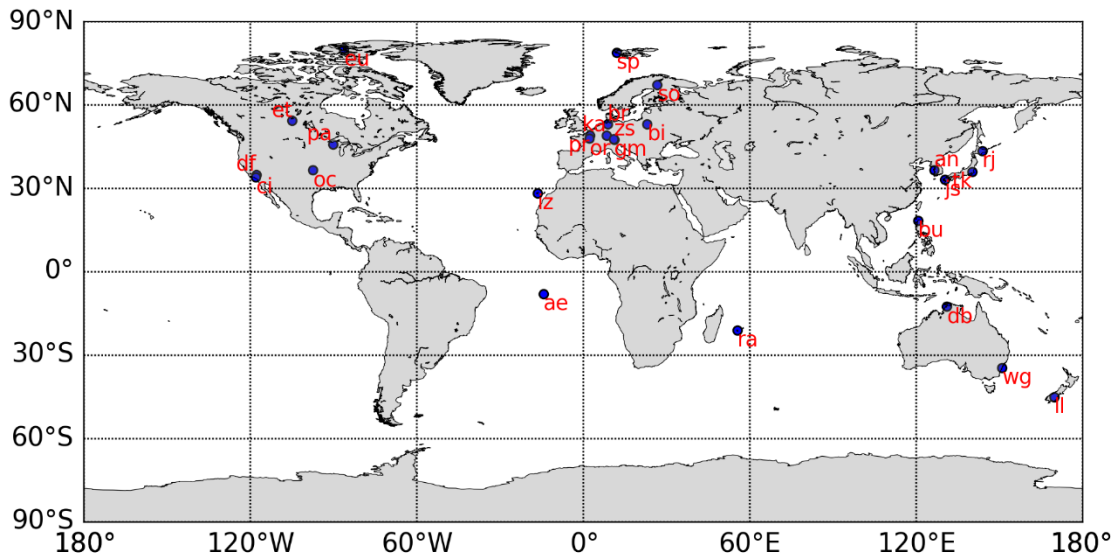 90°N
eu
sp
so
60°N
et
br
pa
ka
zs
bi
pr
or
gm
df
ci
oc
an
rj
tk
js
30°N
iz
bu
0°
ae
db
ra
30°S
wg
ll
60°S
90°S
180°
120°W
60°W
0°
60°E
120°E
180°